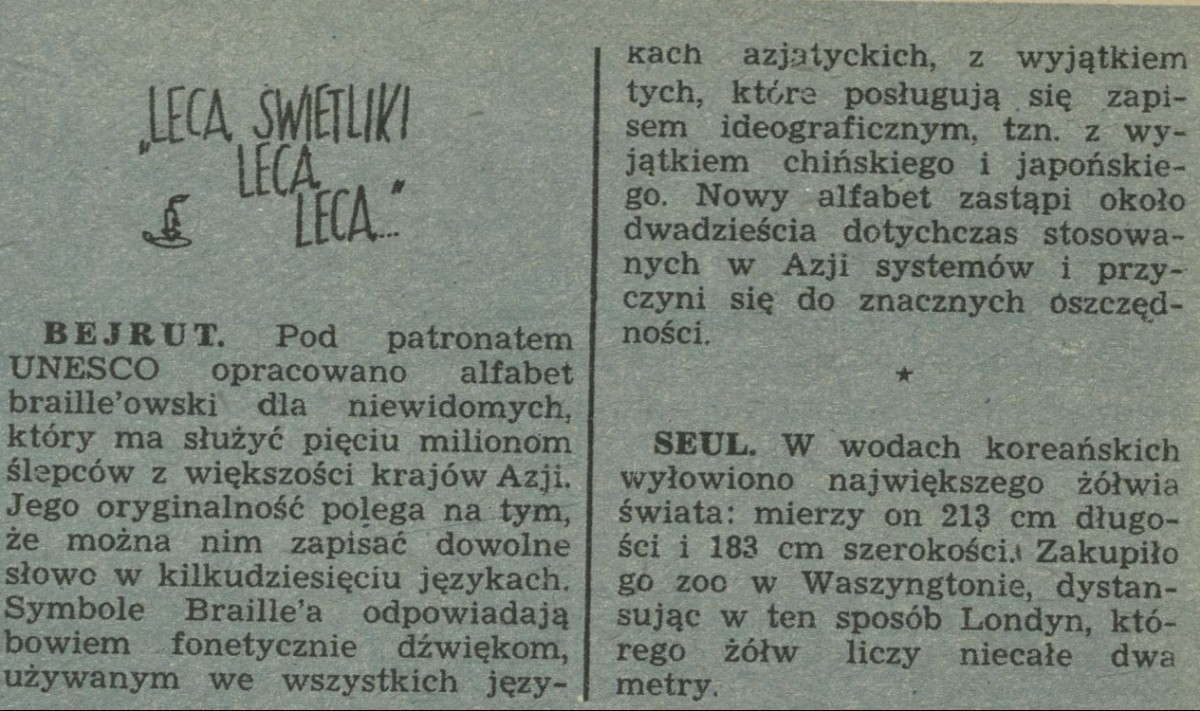 „LECĄ ŚWIETLIKI
LECĄ,
LECĄ..."
BEJRUT. Pod patronatem
UNESCO opracowano alfabet
braille'owski dla niewidomych,
który ma służyć pięciu milionom
ślepców z większości krajów Azji.
Jego oryginalność polega na tym,
że można nim zapisać dowolne
słowo w kilkudziesięciu językach.
Symbole Braille'a odpowiadają
bowiem fonetycznie dźwiękom,
używanym we wszystkich języ-
kach azjatyckich, z wyjątkiem
tych, które posługują się zapi-
sem ideograficznym, tzn. z wy-
jątkiem chińskiego i japońskie-
go. Nowy alfabet zastąpi około
dwadzieścia dotychczas stosowa-
nych w Azji systemów i przy-
czyni się do znacznych oszczęd-
ności.
★
SEUL. W wodach koreańskich
wyłowiono największego żółwia
świata: mierzy on 213 cm długo-
ści i 183 cm szerokości. Zakupiło
go zoo w Waszyngtonie, dystan-
sując w ten sposób Londyn, któ-
rego żółw liczy niecałe dwa
metry.